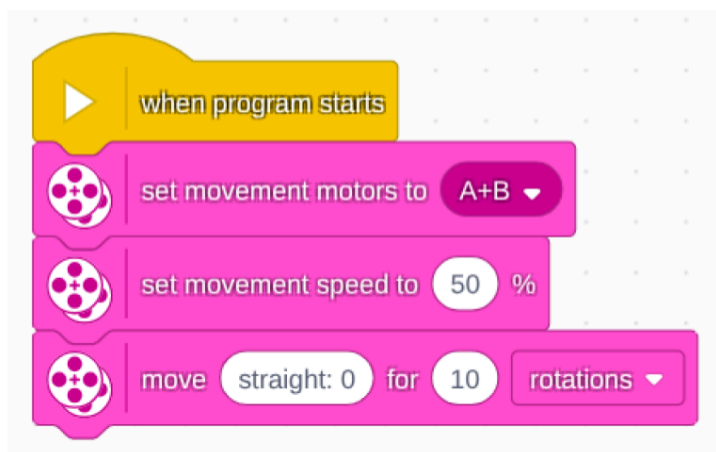 when program starts
set movement motors to A+B
set movement speed to 50 %
move straight: 0 for 10 rotations